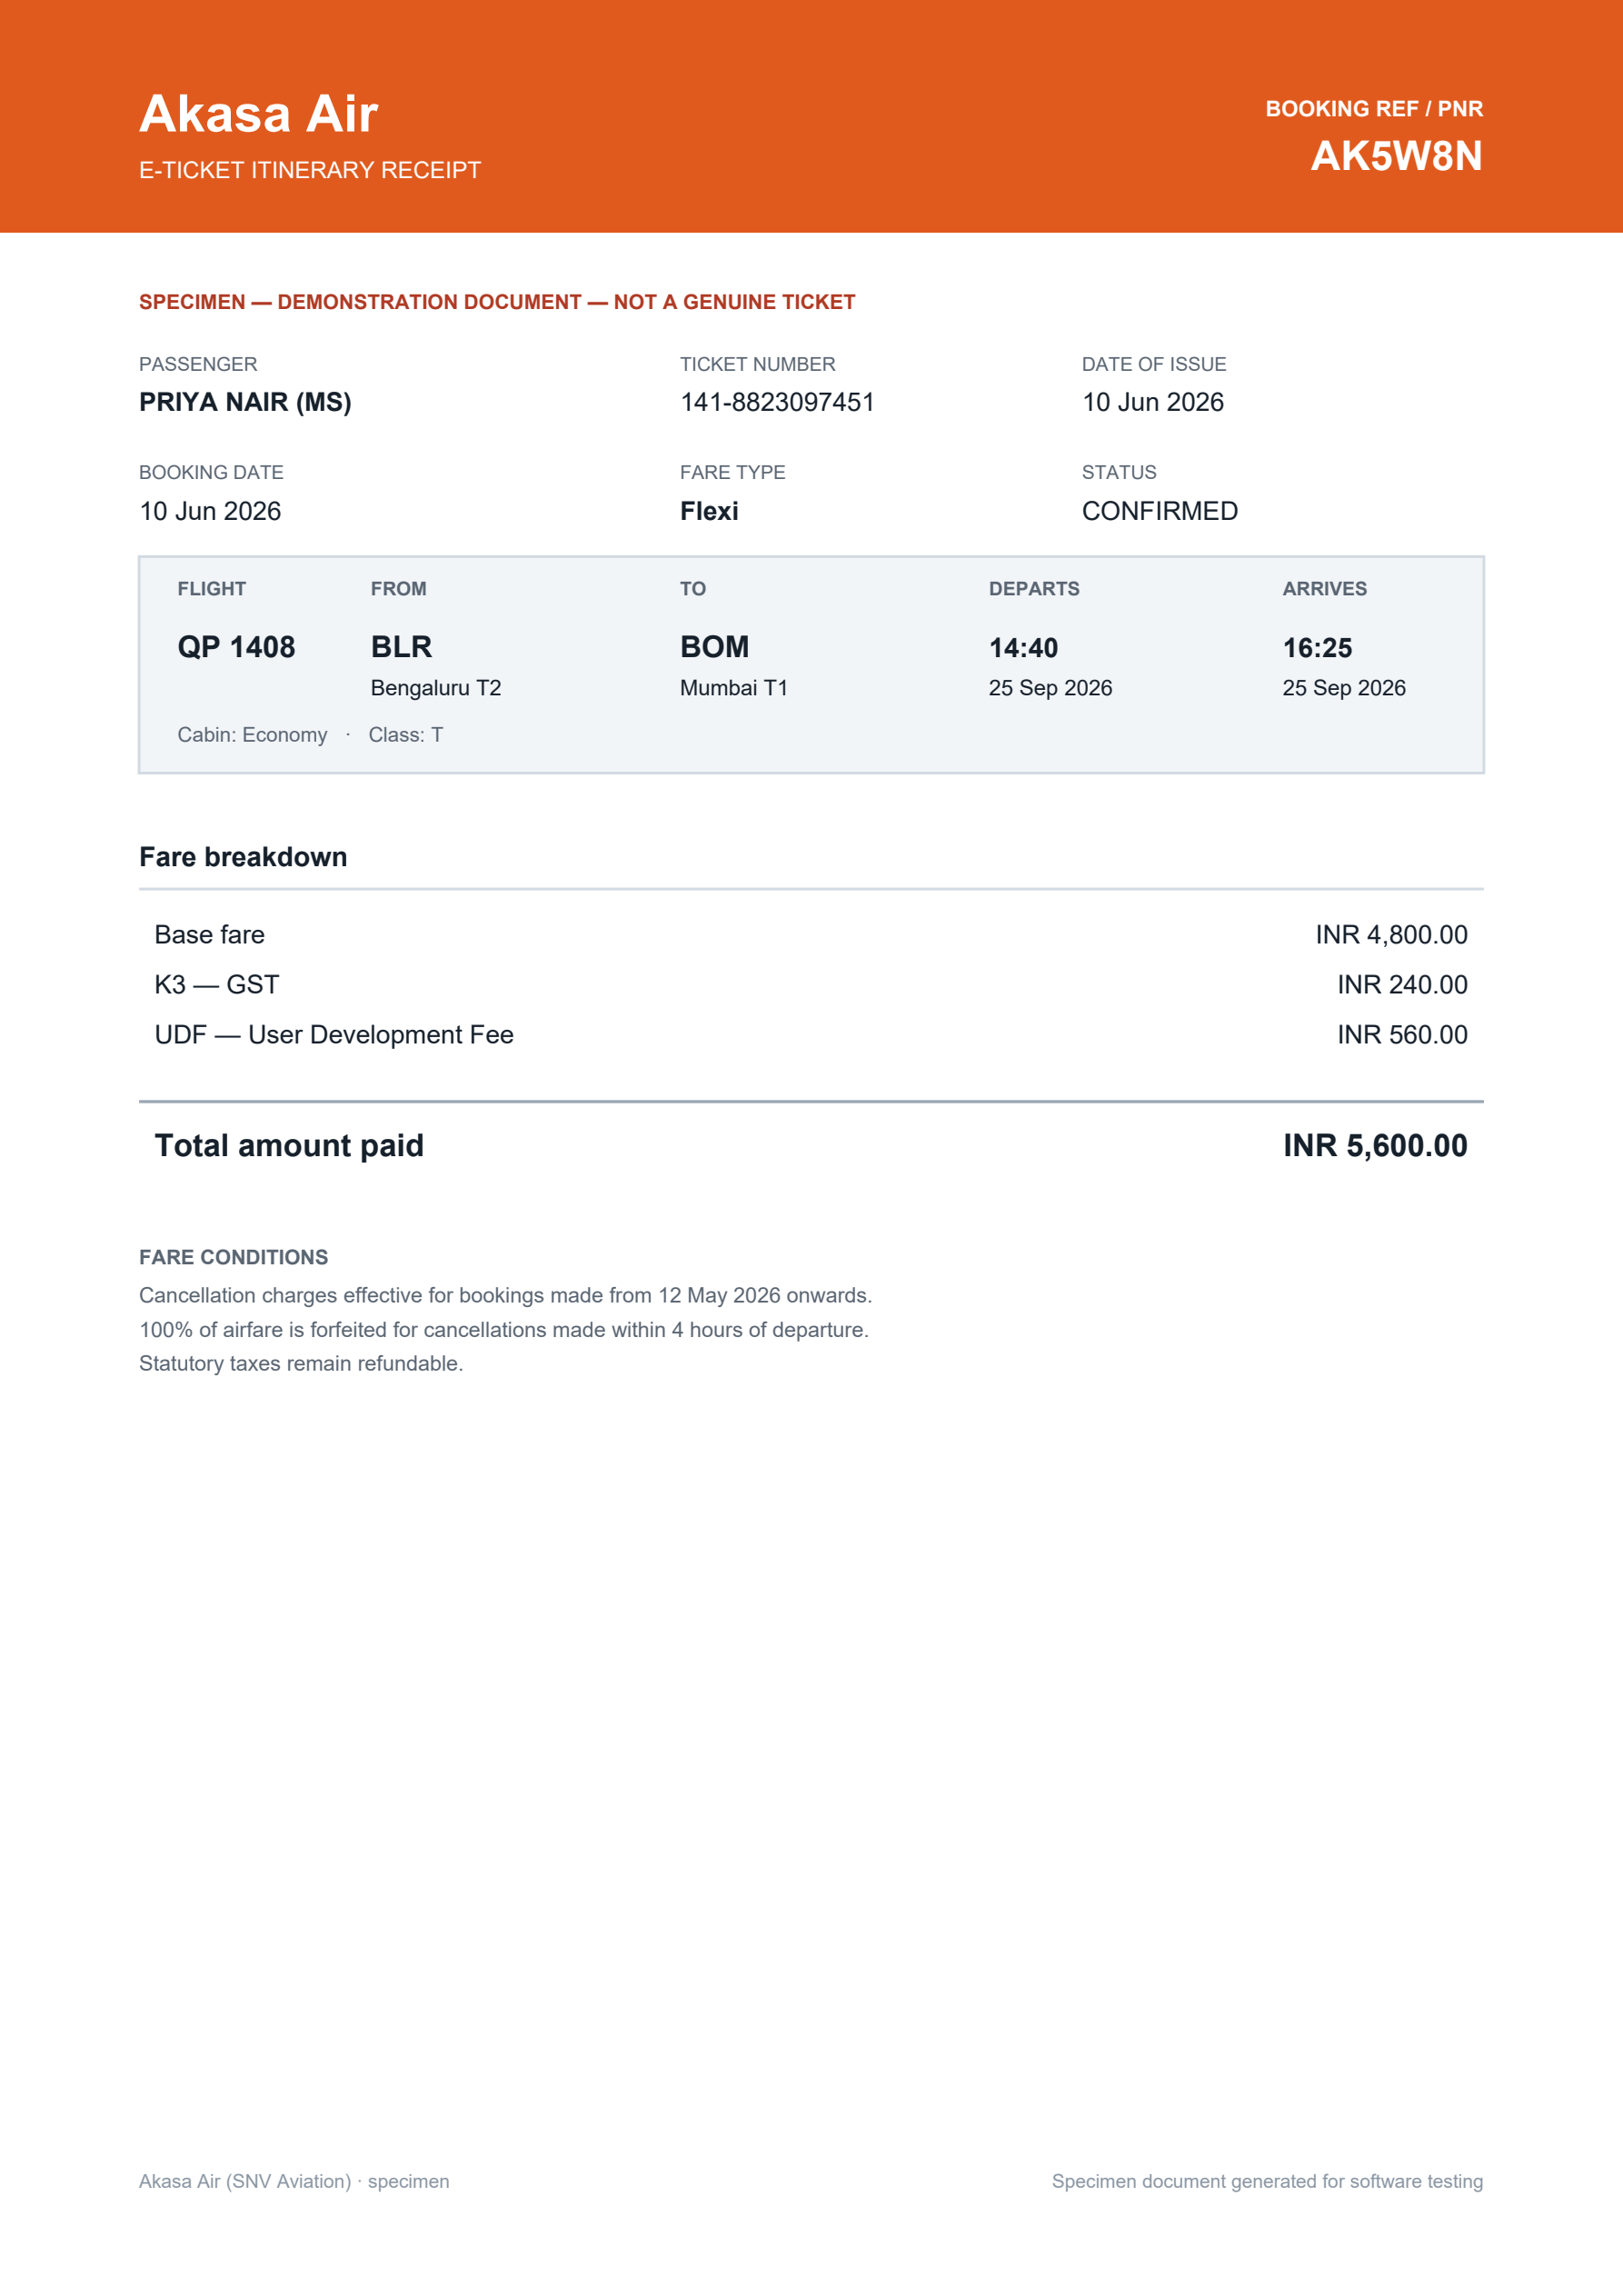 Akasa Air
E-TICKET ITINERARY RECEIPT
BOOKING REF / PNR
AK5W8N
SPECIMEN — DEMONSTRATION DOCUMENT — NOT A GENUINE TICKET
PASSENGER TICKET NUMBER DATE OF ISSUE
PRIYA NAIR (MS) 141-8823097451 10 Jun 2026
BOOKING DATE FARE TYPE STATUS
10 Jun 2026 Flexi CONFIRMED
FLIGHT FROM TO DEPARTS ARRIVES
QP 1408 BLR BOM 14:40 16:25
Bengaluru T2 Mumbai T1 25 Sep 2026 25 Sep 2026
Cabin: Economy · Class: T
Fare breakdown
Base fare INR 4,800.00
K3 — GST INR 240.00
UDF — User Development Fee INR 560.00
Total amount paid INR 5,600.00
FARE CONDITIONS
Cancellation charges effective for bookings made from 12 May 2026 onwards.
100% of airfare is forfeited for cancellations made within 4 hours of departure.
Statutory taxes remain refundable.
Akasa Air (SNV Aviation) · specimen Specimen document generated for software testing